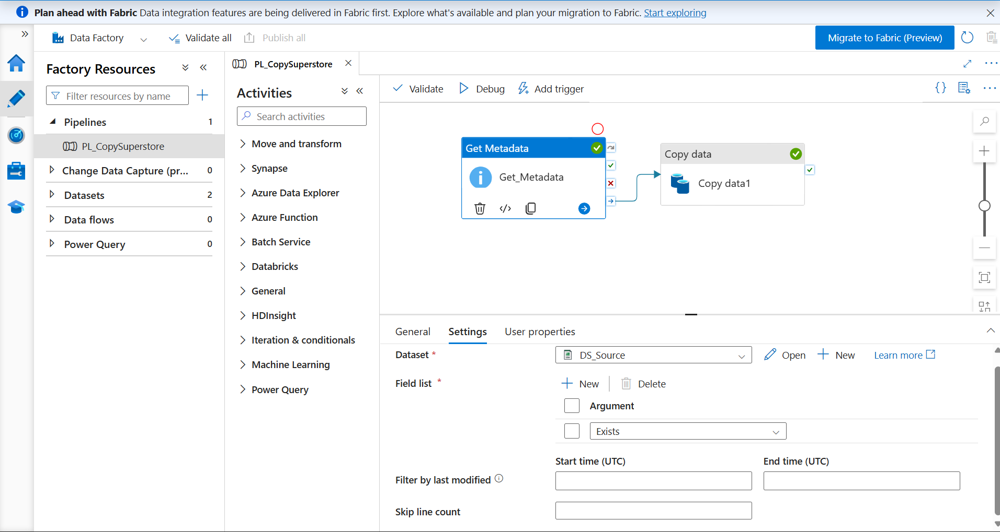 Plan ahead with Fabric Data integration features are being delivered in Fabric first. Explore what's available and plan your migration to Fabric. Start exploring
Data Factory
Validate all
Publish all
Migrate to Fabric (Preview)
Factory Resources
Filter resources by name
Pipelines 1
PL_CopySuperstore
Change Data Capture (pr... 0
Datasets 2
Data flows 0
Power Query 0
PL_CopySuperstore
Activities
Search activities
Move and transform
Synapse
Azure Data Explorer
Azure Function
Batch Service
Databricks
General
HDInsight
Iteration & conditionals
Machine Learning
Power Query
Validate
Debug
Add trigger
Get Metadata
Get_Metadata
Copy data
Copy data1
General
Settings
User properties
Dataset *
DS_Source
Open
New
Learn more
Field list *
New
Delete
Argument
Exists
Start time (UTC)
End time (UTC)
Filter by last modified
Skip line count